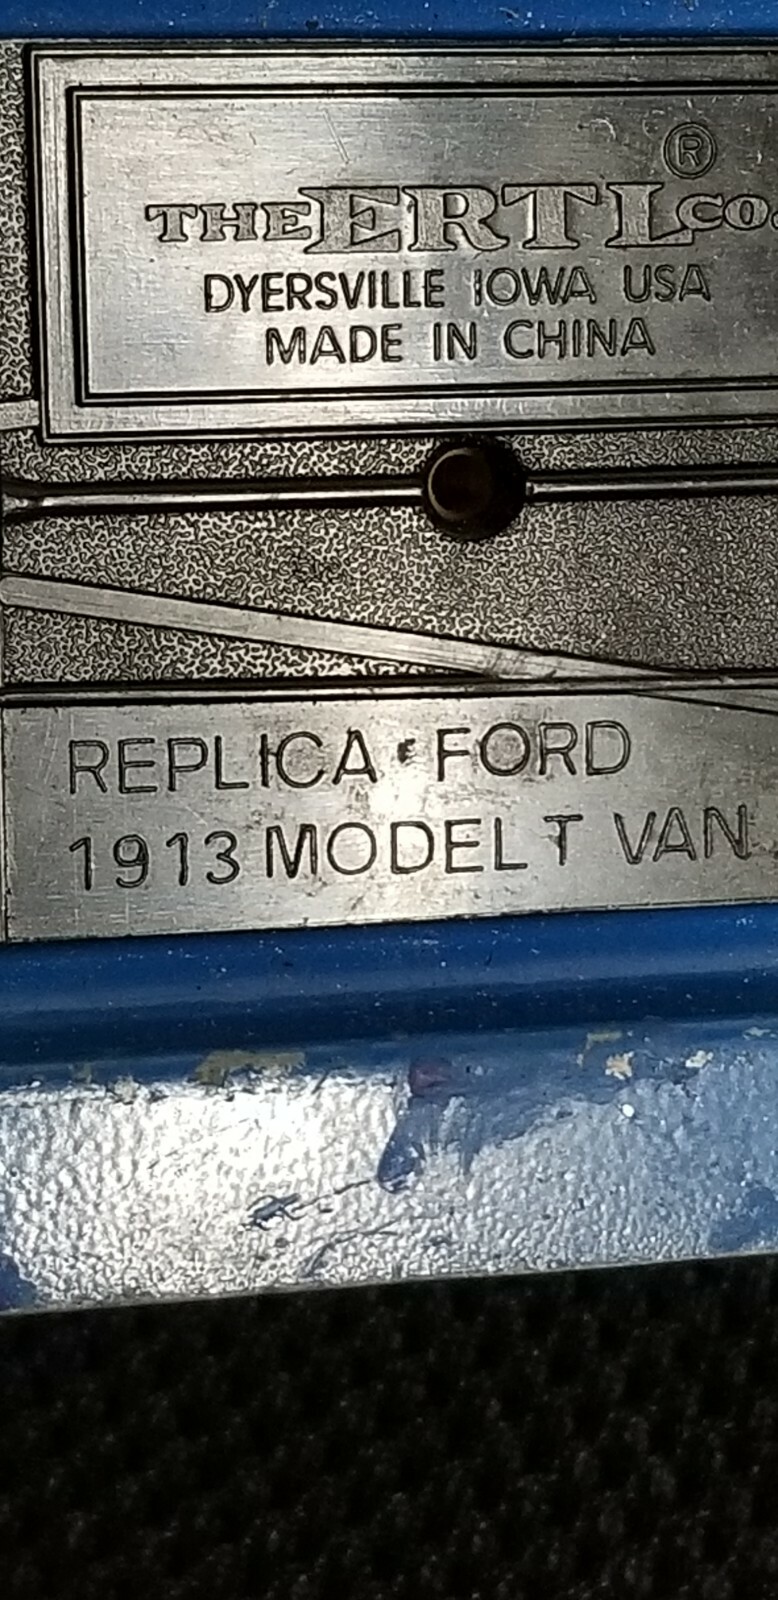 ®
THE ERTL CO.
DYERSVILLE IOWA USA
MADE IN CHINA
REPLICA · FORD
1913 MODEL T VAN